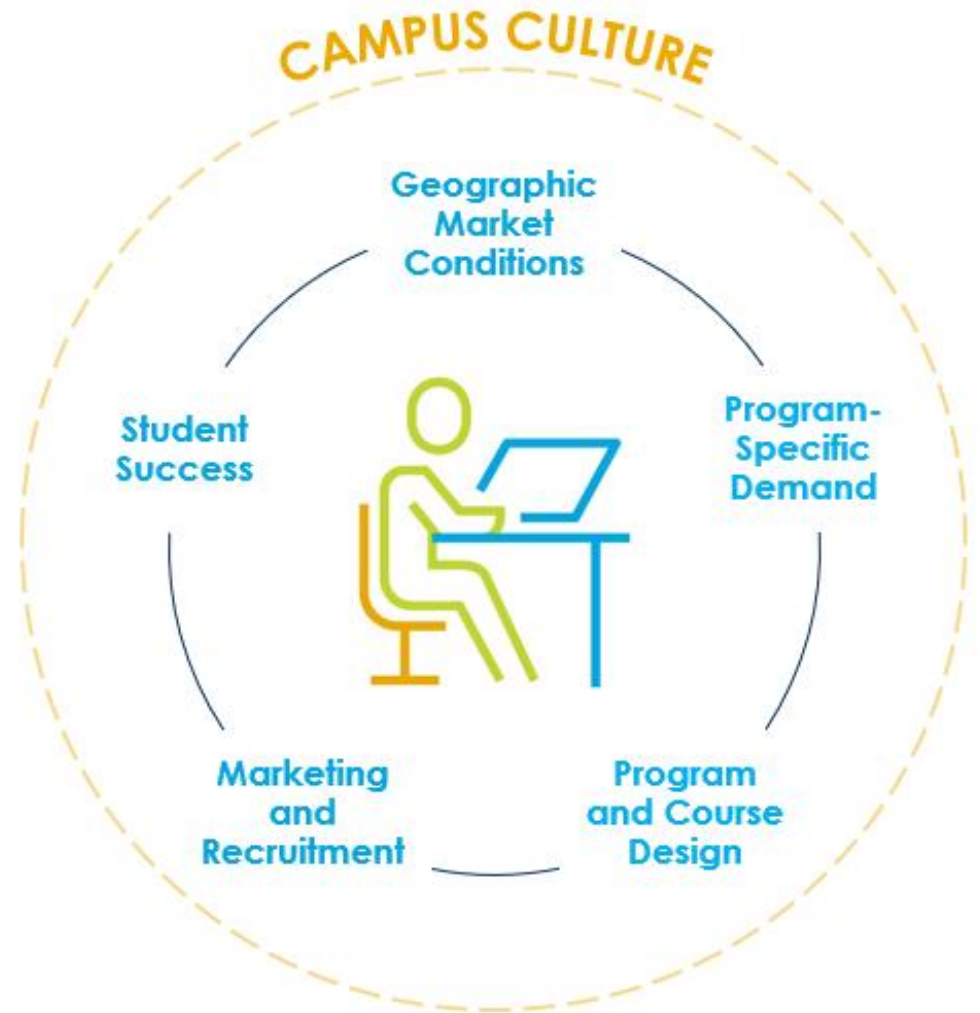 CAMPUS CULTURE
Geographic
Market
Conditions
Program-
Specific
Demand
Program
and Course
Design
Marketing
and
Recruitment
Student
Success